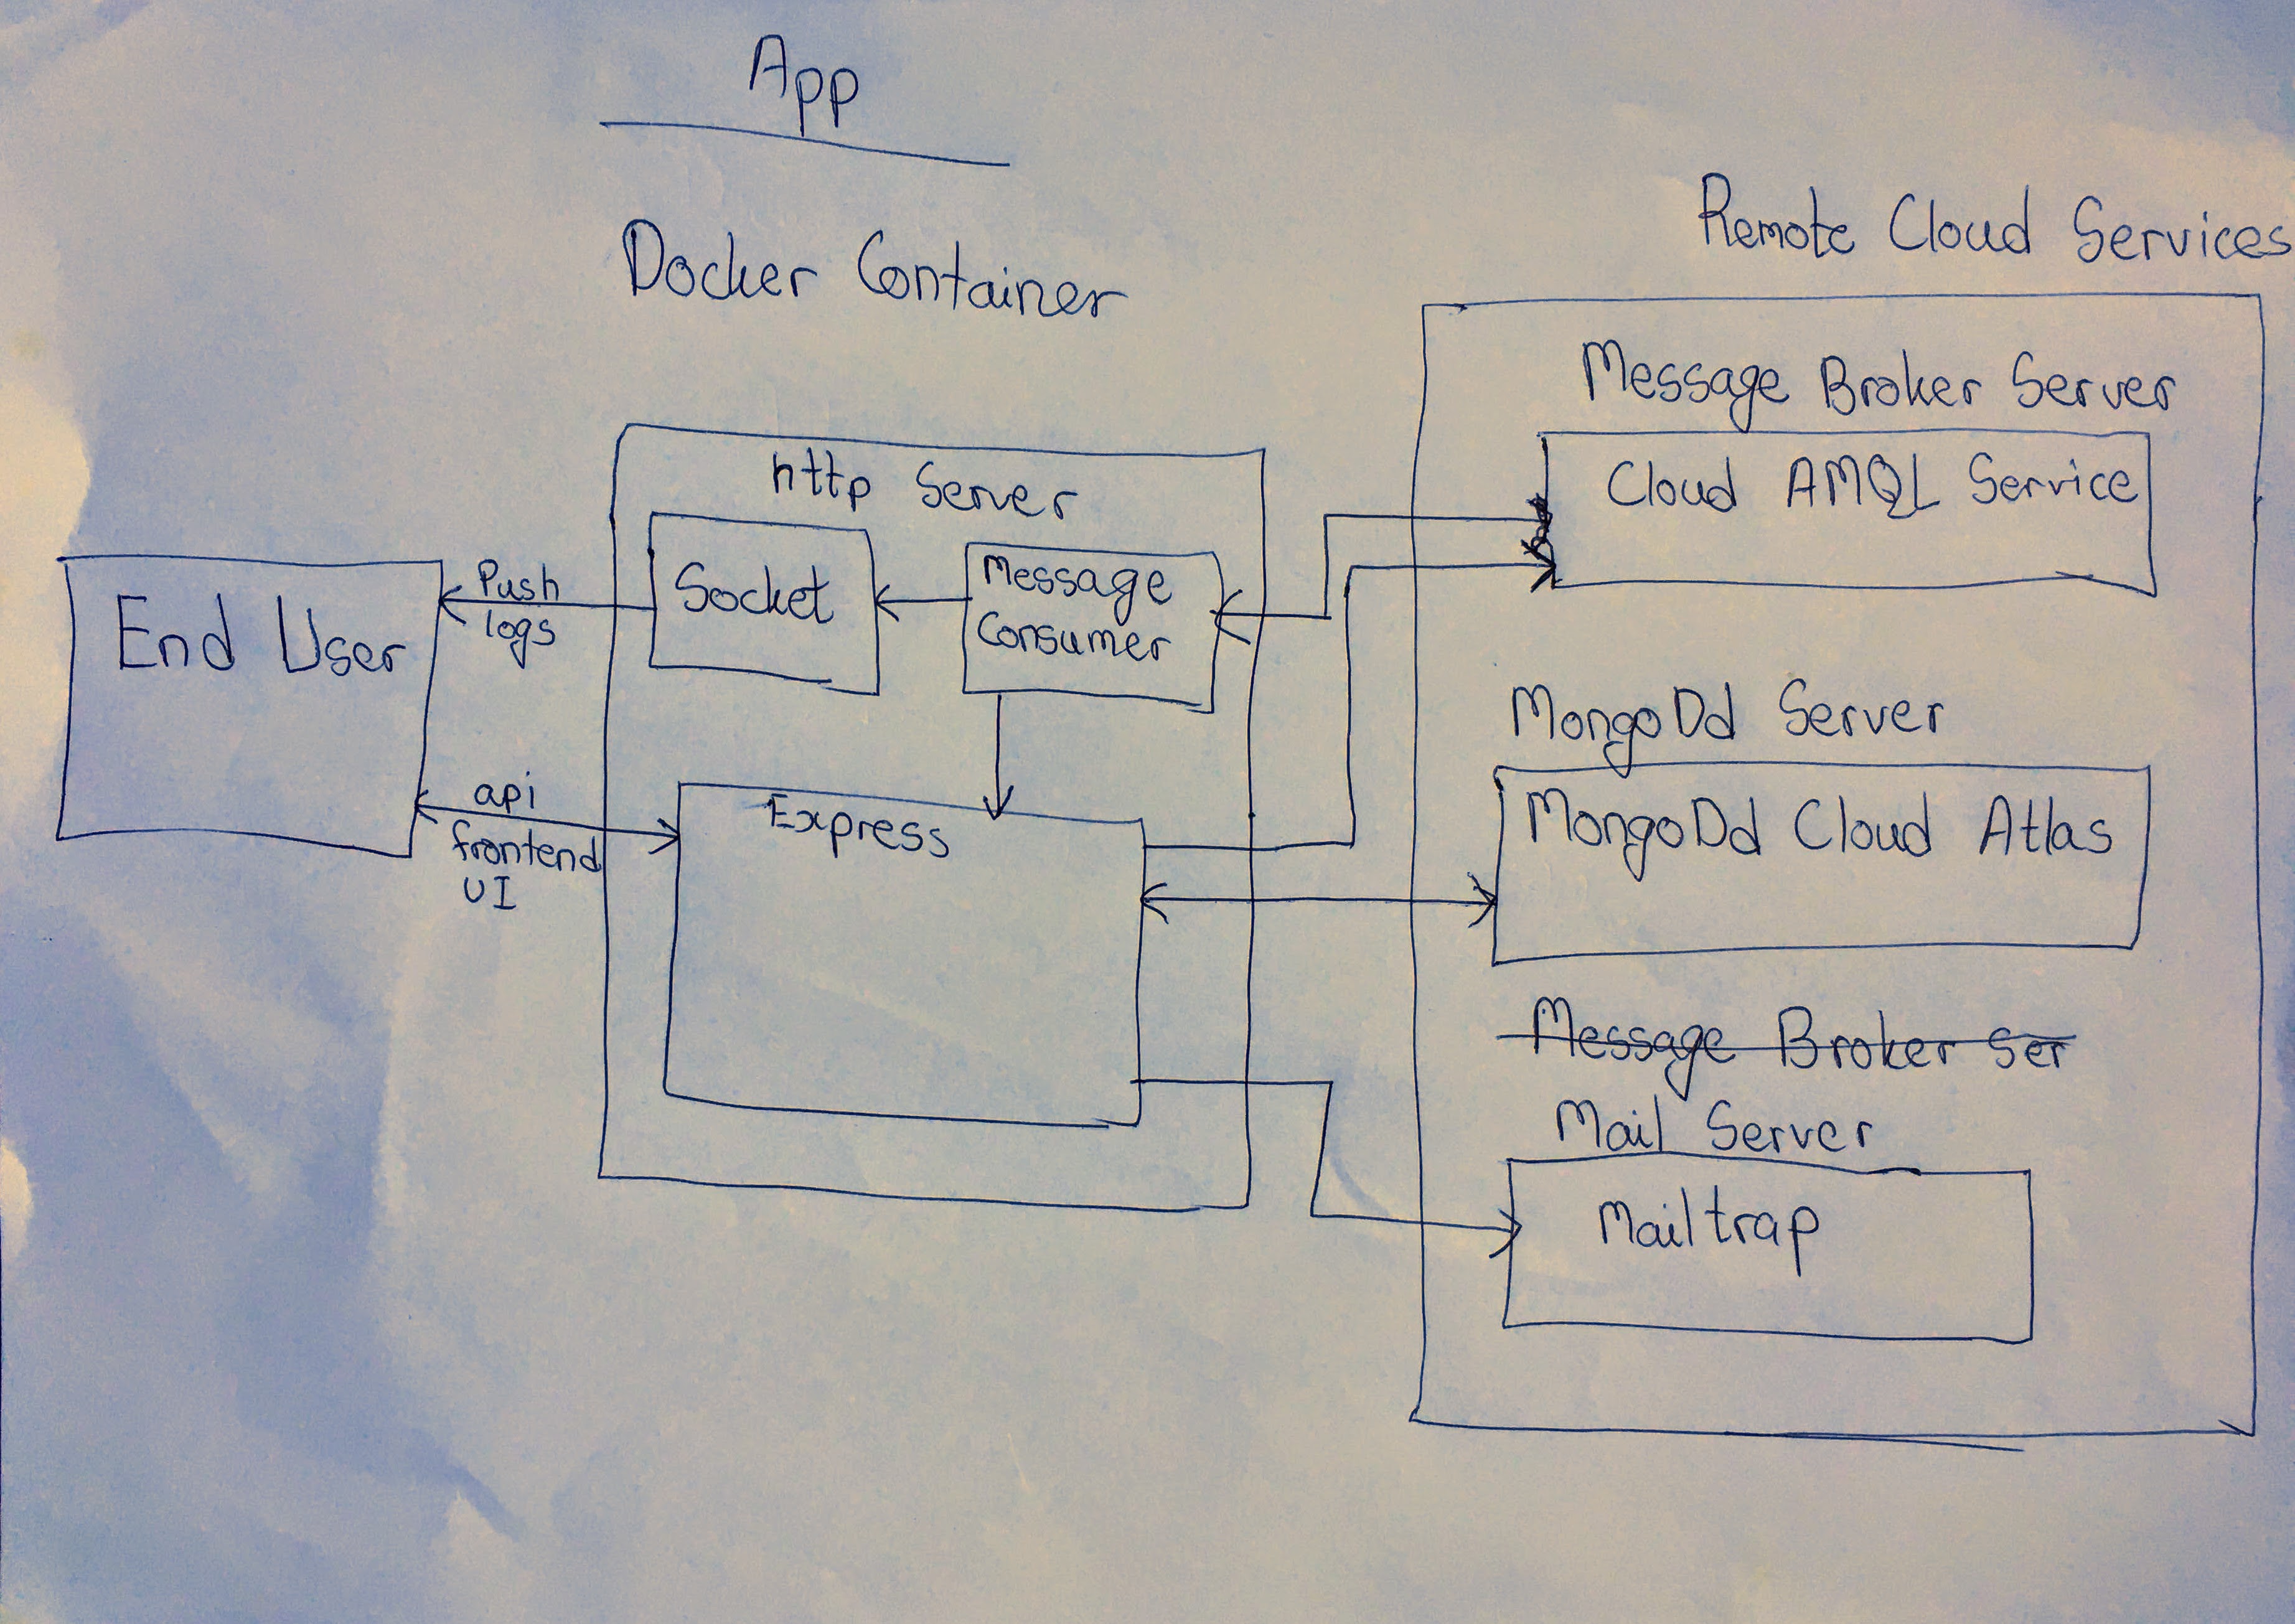 App
Docker Container
Remote Cloud Services
Message Broker Server
Cloud AMQL Service
http Server
Socket
Message
Consumer
Push
logs
End User
MongoDd Server
MongoDd Cloud Atlas
api
frontend
UI
Express
Message Broker Ser
Mail Server
Mailtrap